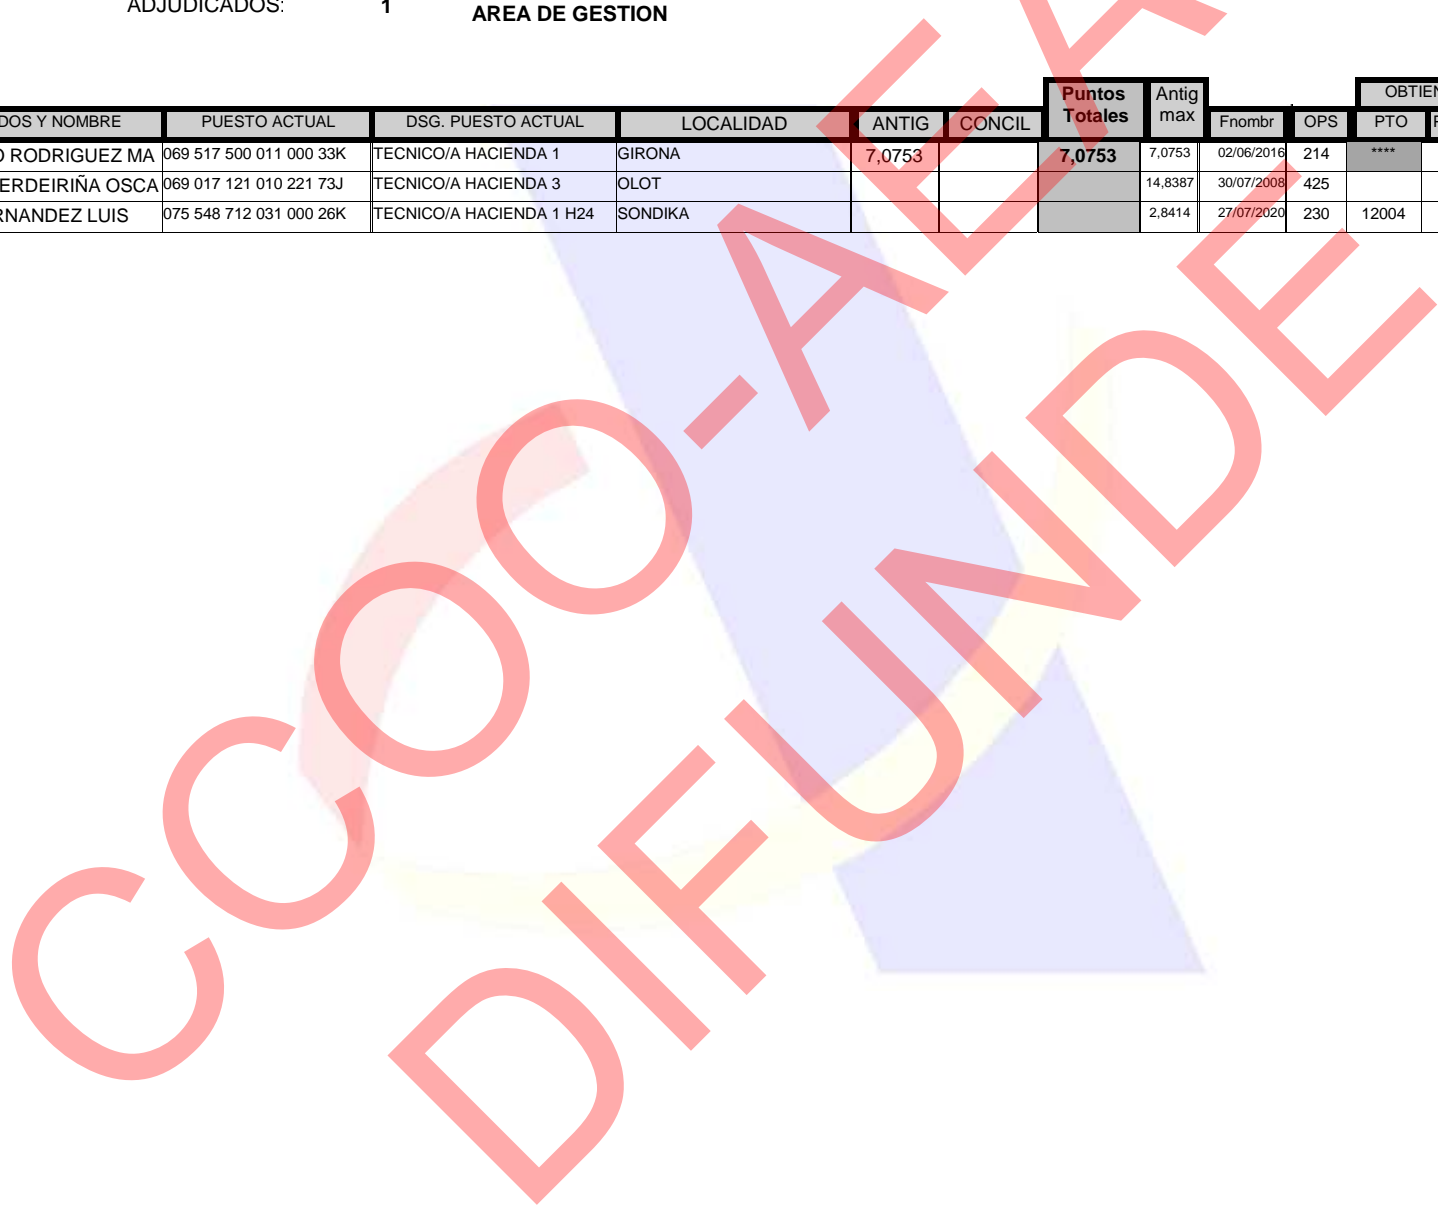 ADJUDICADOS: 1 AREA DE GESTION
Puntos Totales Antig max OBTIEN
DOS Y NOMBRE PUESTO ACTUAL DSG. PUESTO ACTUAL LOCALIDAD ANTIG CONCIL Fnombr OPS PTO
O RODRIGUEZ MA 069 517 500 011 000 33K TECNICO/A HACIENDA 1 GIRONA 7,0753 7,0753 7,0753 02/06/2016 214 ****
ERDEIRIÑA OSCA 069 017 121 010 221 73J TECNICO/A HACIENDA 3 OLOT 14,8387 30/07/2008 425
RNANDEZ LUIS 075 548 712 031 000 26K TECNICO/A HACIENDA 1 H24 SONDIKA 2,8414 27/07/2020 230 12004
CCOO-AEA
DIFUNDE